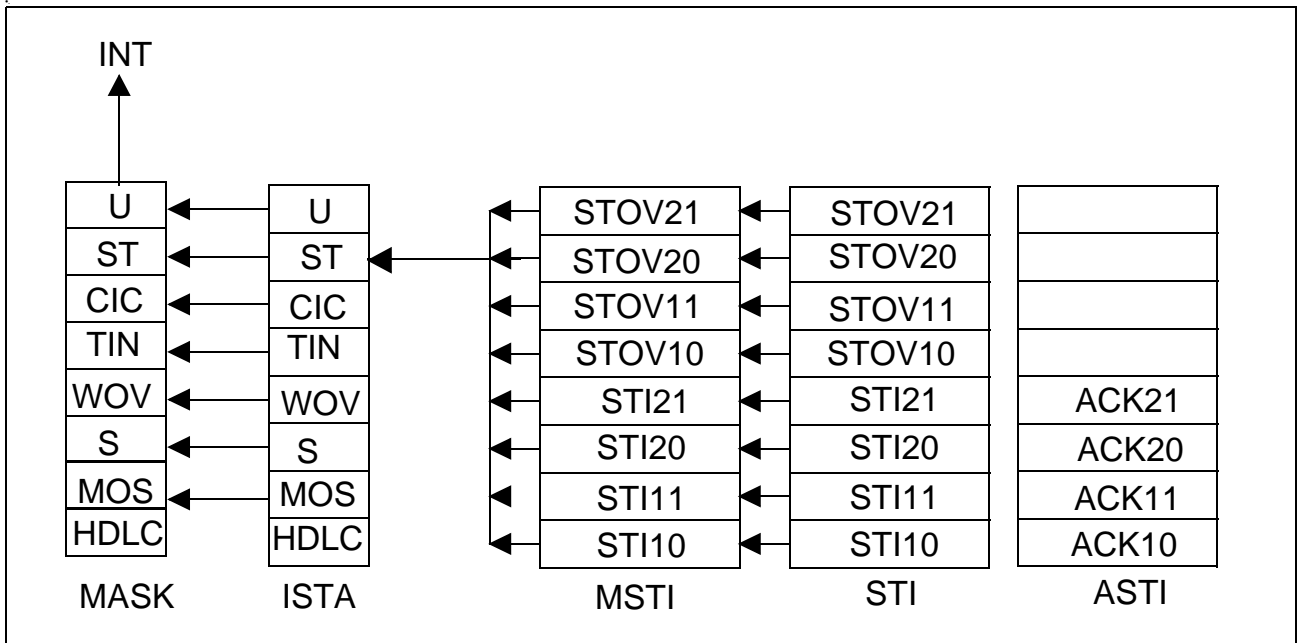 INT
U U STOV21 STOV21
ST ST STOV20 STOV20
CIC CIC STOV11 STOV11
TIN TIN STOV10 STOV10
WOV WOV STI21 STI21 ACK21
S S STI20 STI20 ACK20
MOS MOS STI11 STI11 ACK11
HDLC HDLC STI10 STI10 ACK10
MASK ISTA MSTI STI ASTI